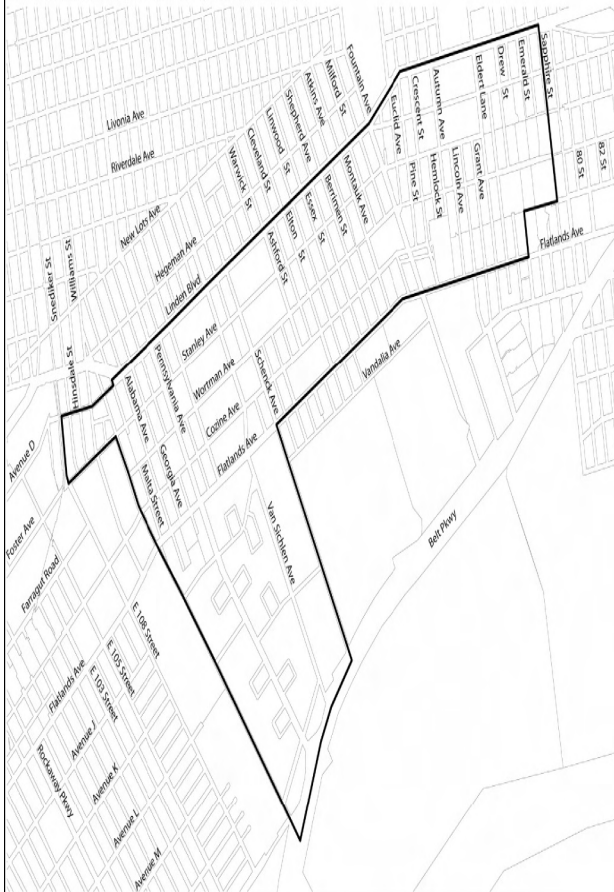 Sapphire St
Emerald St
Drew St
Eldert Lane
Autumn Ave
Crescent St
Euclid Ave
Fountain Ave
Milford St
Atkins Ave
Shepherd Ave
Linwood St
Cleveland St
Warwick St
Livonia Ave
Riverdale Ave
New Lots Ave
Hegeman Ave
Linden Blvd
82 St
80 St
Grant Ave
Lincoln Ave
Hemlock St
Pine St
Montauk Ave
Berrimen St
Essex St
Elton St
Ashford St
Flatlands Ave
Stanley Ave
Wortman Ave
Cozine Ave
Flatlands Ave
Schenck Ave
Vandalia Ave
Williams St
Snediker St
Hinsdale St
Pennsylvania Ave
Alabama Ave
Georgia Ave
Malta Street
Van Sichlen Ave
Belt Pkwy
Avenue D
Foster Ave
Farragut Road
Flatlands Ave
E 108 Street
E 105 Street
E 103 Street
Avenue J
Avenue K
Rockaway Pkwy
Avenue L
Avenue M